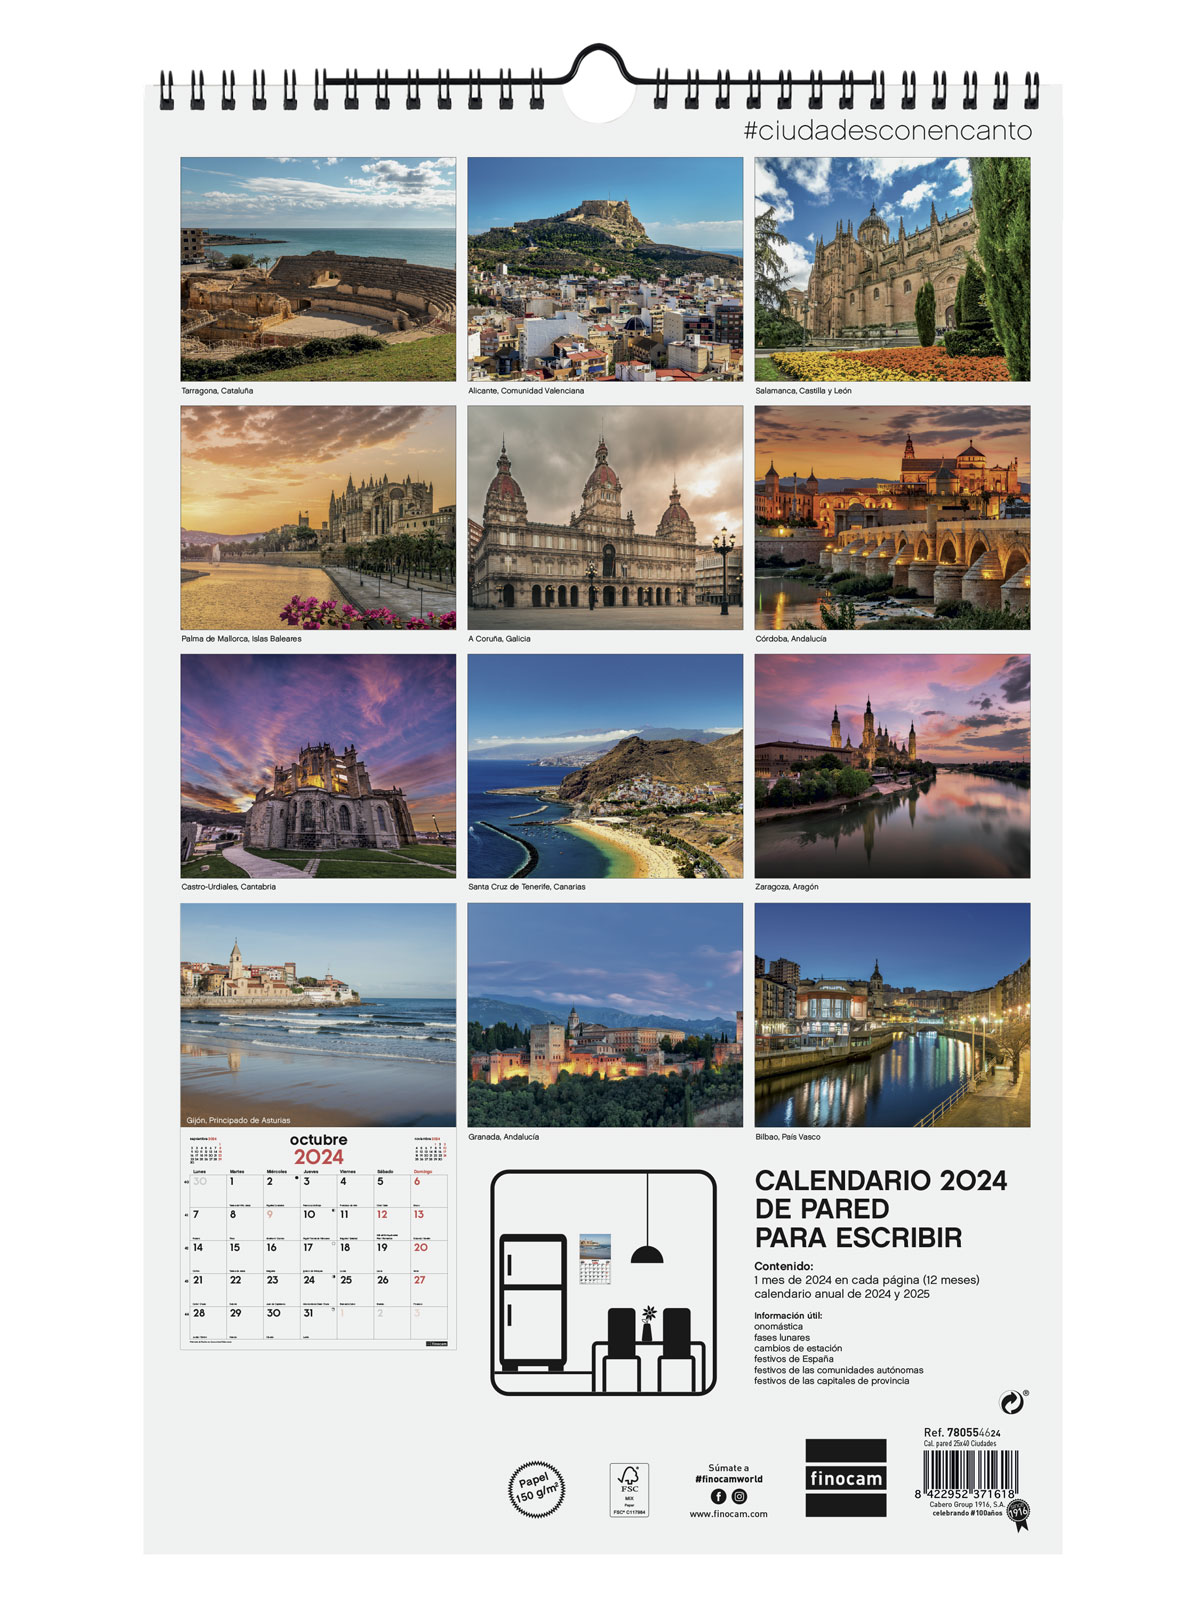 #ciudadesconencanto
Tarragona, Cataluña
Alicante, Comunidad Valenciana
Salamanca, Castilla y León
Palma de Mallorca, Islas Baleares
A Coruña, Galicia
Córdoba, Andalucía
Castro-Urdiales, Cantabria
Santa Cruz de Tenerife, Canarias
Zaragoza, Aragón
Gijón, Principado de Asturias
Granada, Andalucía
Bilbao, País Vasco
septiembre 2024
octubre
2024
noviembre 2024
Lunes Martes Miércoles Jueves Viernes Sábado Domingo
30 1 2 3 4 5 6
7 8 9 10 11 12 13
14 15 16 17 18 19 20
21 22 23 24 25 26 27
28 29 30 31 1 2 3
CALENDARIO 2024
DE PARED
PARA ESCRIBIR
Contenido:
1 mes de 2024 en cada página (12 meses)
calendario anual de 2024 y 2025
Información útil:
onomástica
fases lunares
cambios de estación
festivos de España
festivos de las comunidades autónomas
festivos de las capitales de provincia
Papel
150 g/m²
FSC
MIX
Papel
FSC® C117984
Súmate a
#finocamworld
www.finocam.com
finocam
®
Ref. 780554624
Cal. pared 25x40 Ciudades
8 422952 371618
Cabero Group 1916, S.A.
celebrando #100años
1916